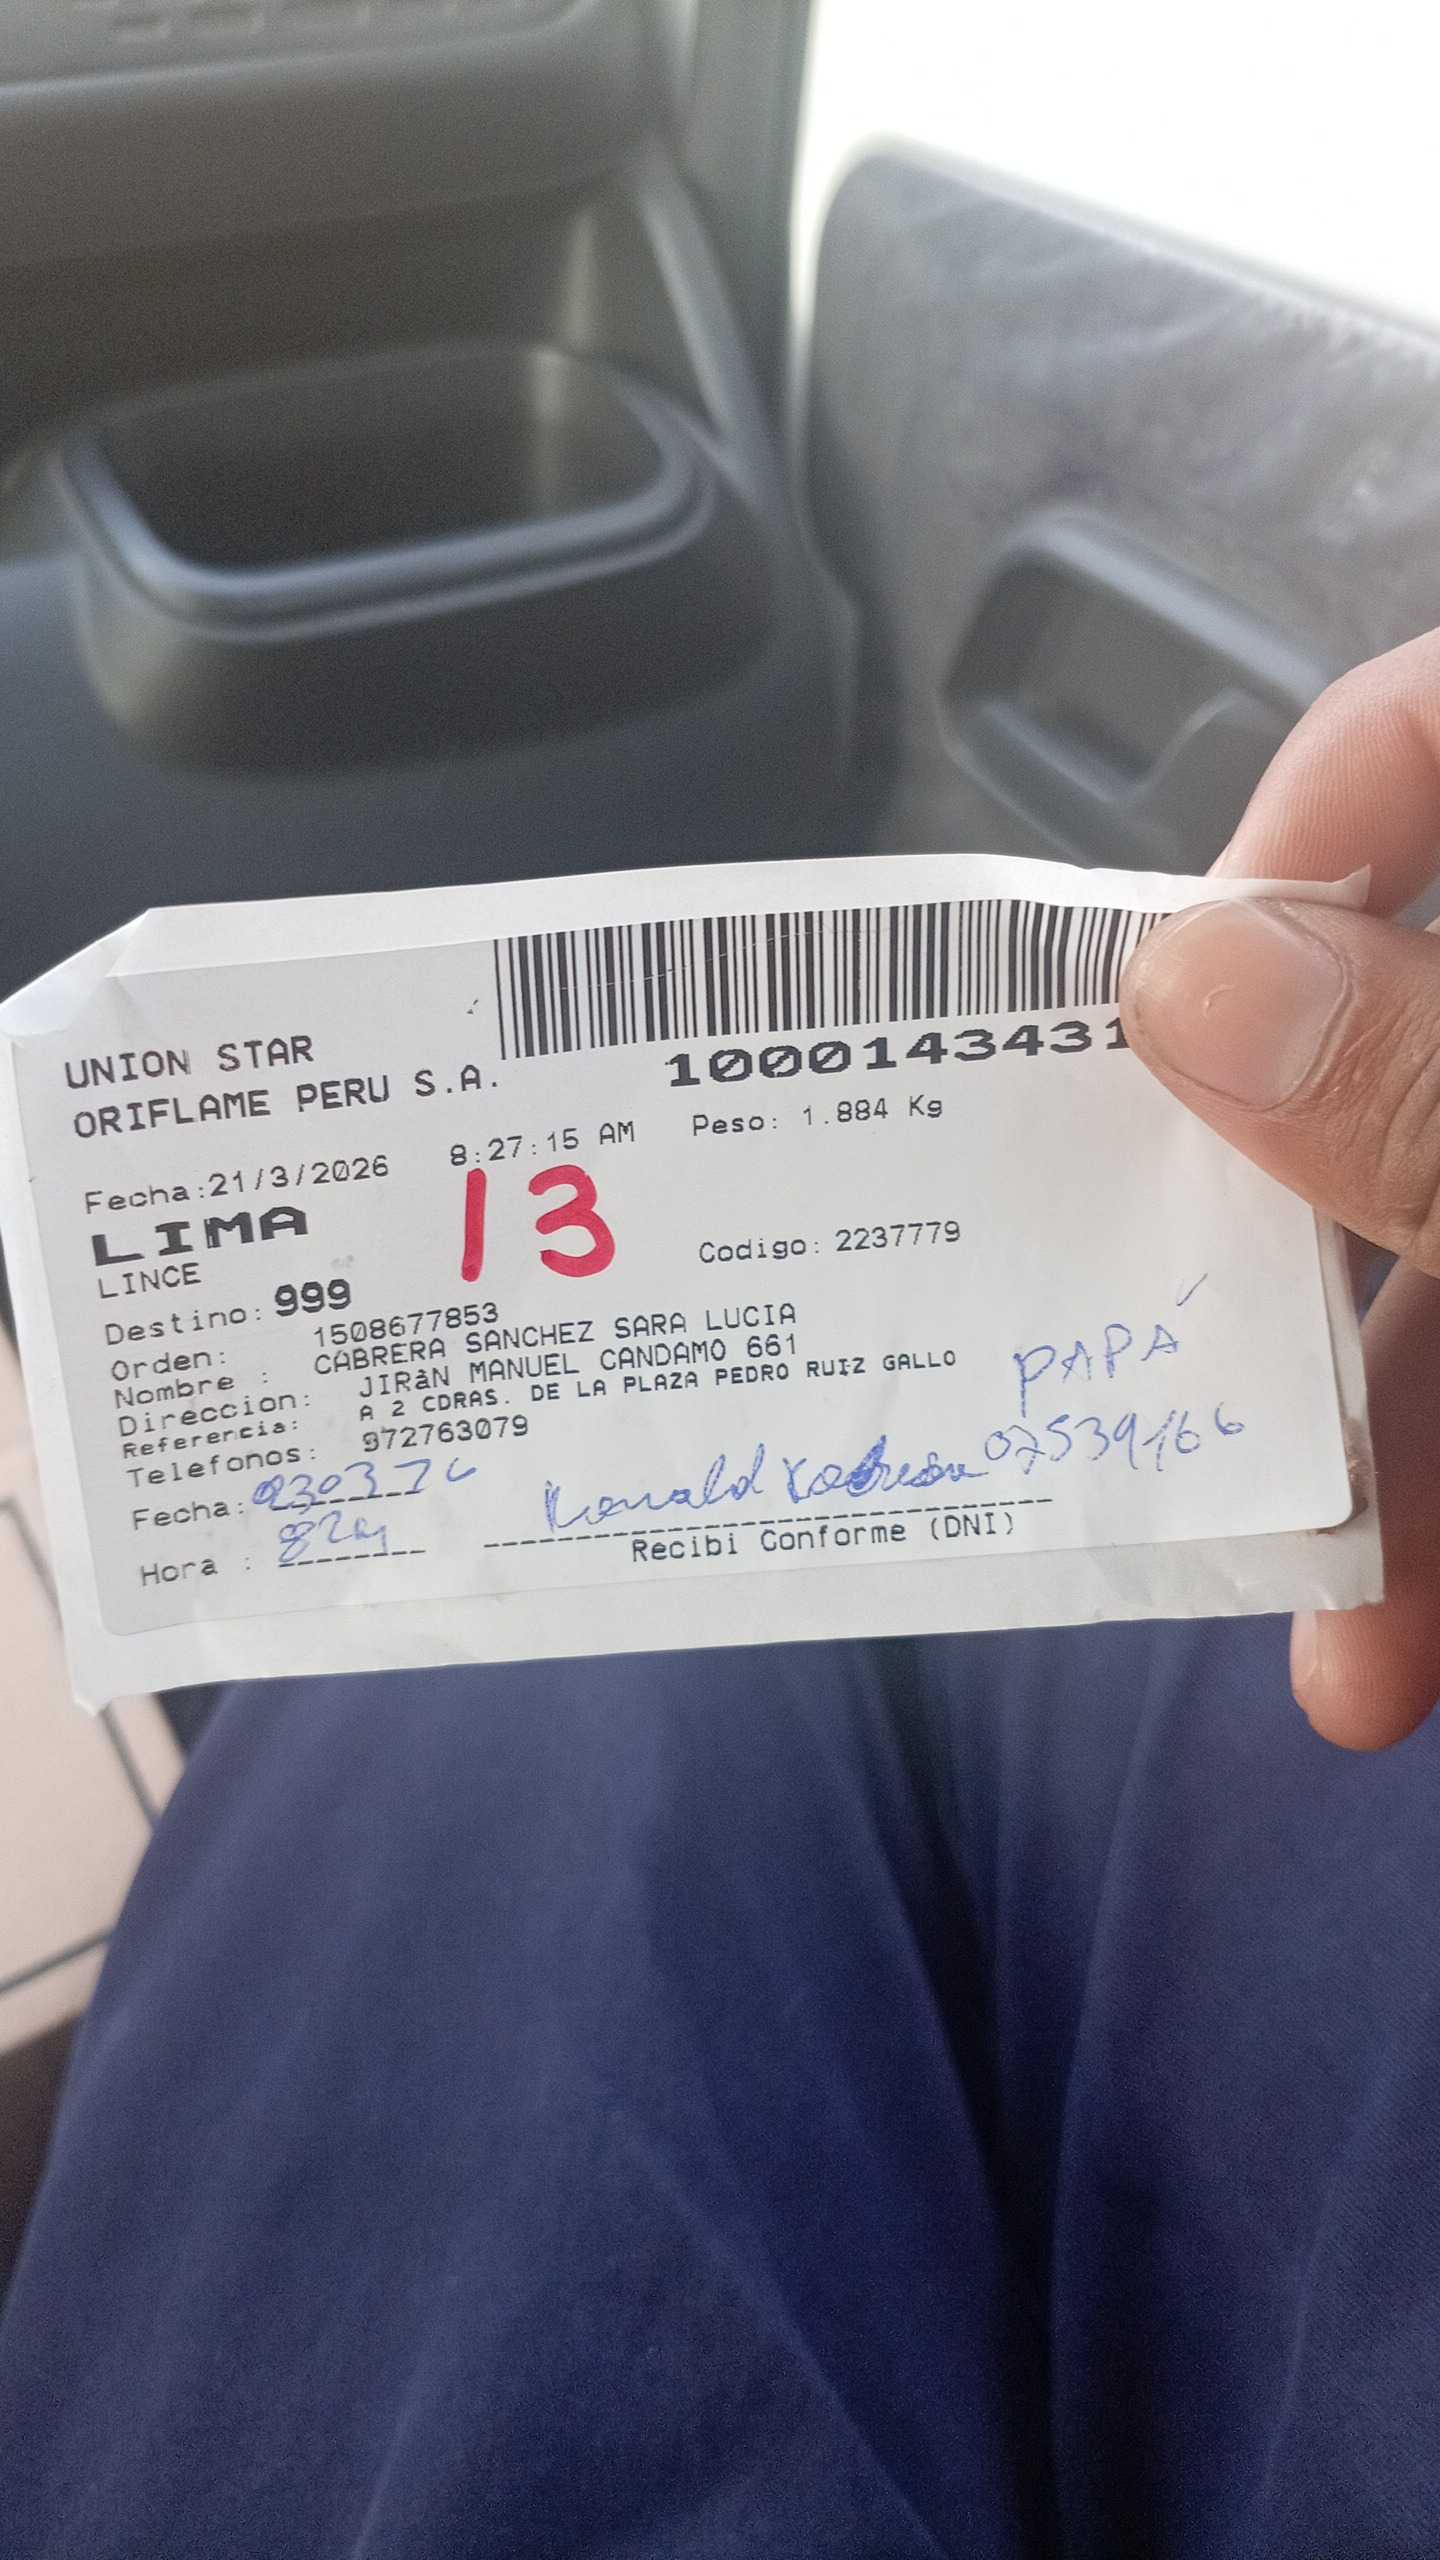 UNION STAR
ORIFLAME PERU S.A.
1000143431
Fecha:21/3/2026 8:27:15 AM Peso: 1.884 Kg
LIMA 13
LINCE Codigo: 2237779
Destino: 999
Orden: 1508677853
Nombre : CABRERA SANCHEZ SARA LUCIA
Direccion: JIRàN MANUEL CANDAMO 661
Referencia: A 2 CDRAS. DE LA PLAZA PEDRO RUIZ GALLO
PAPÁ
Telefonos: 972763079
Fecha:
Hora :
Recibi Conforme (DNI)